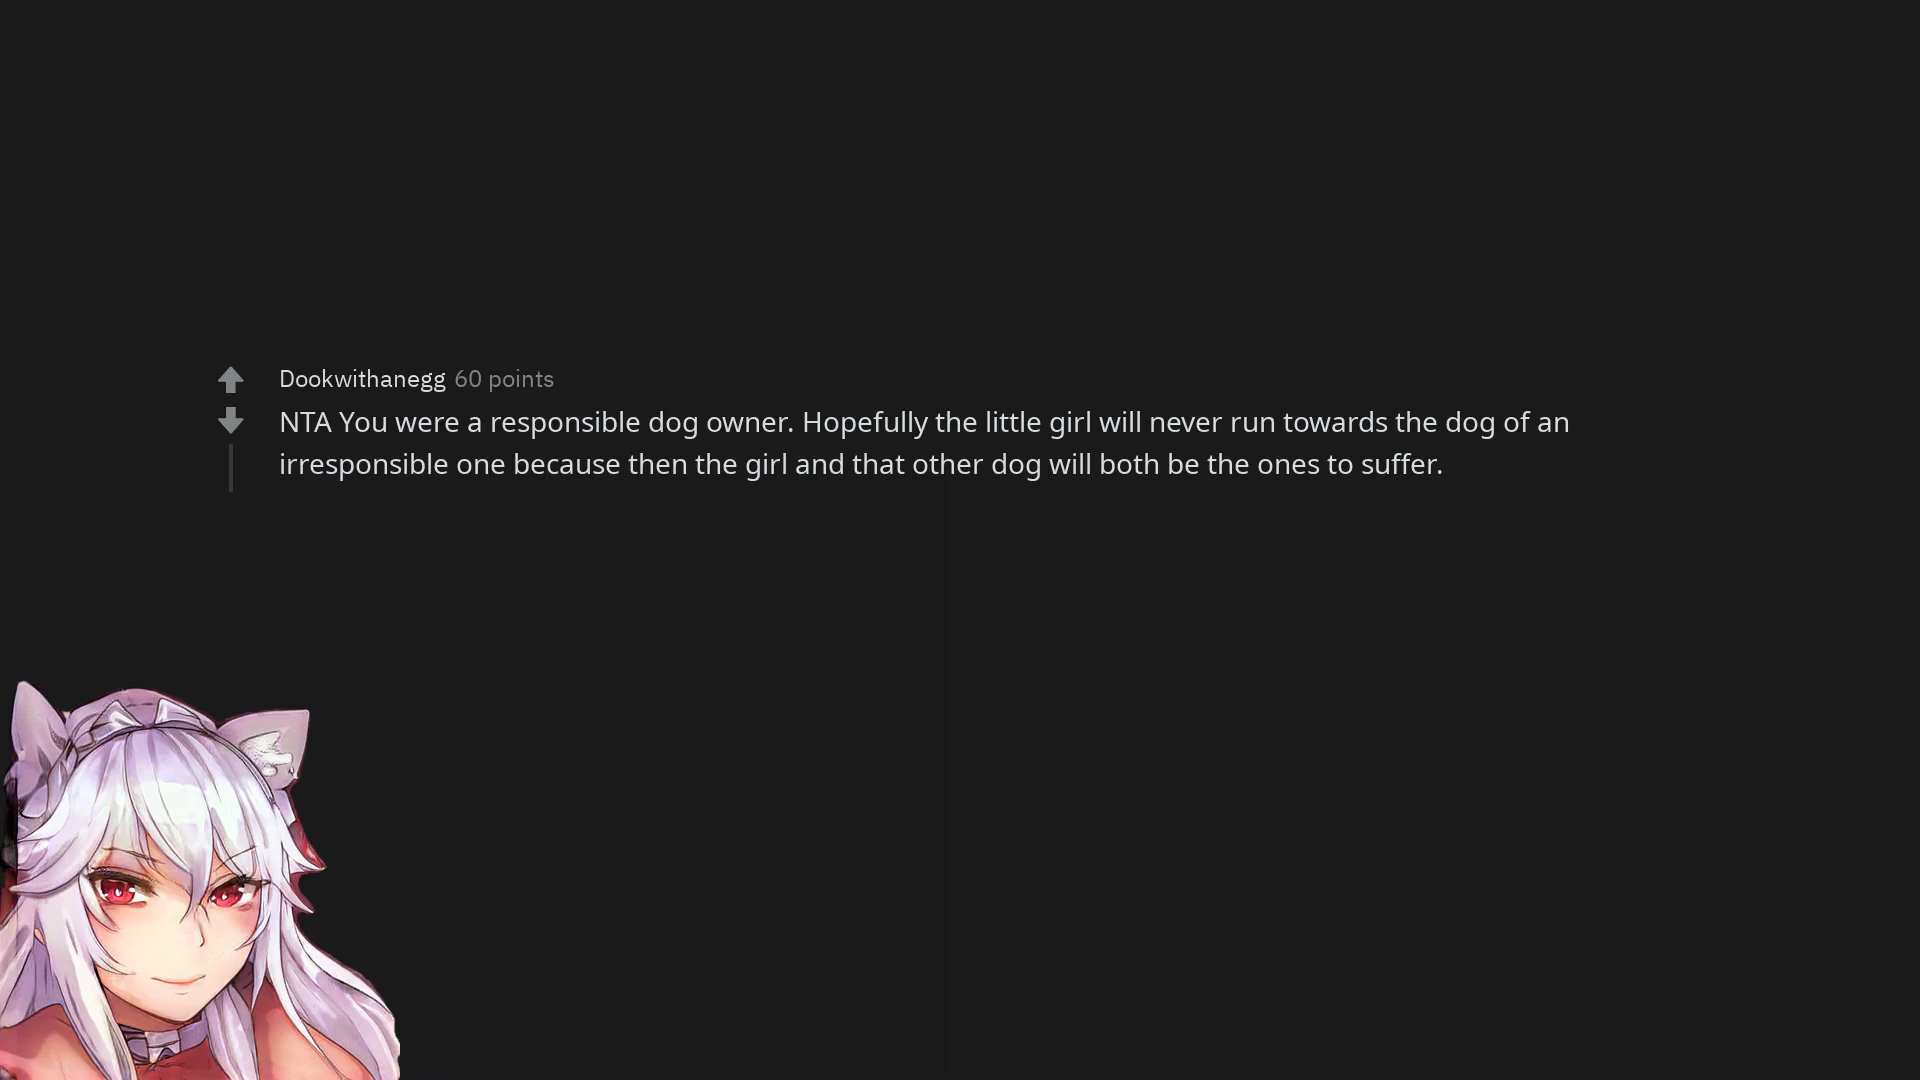 Dookwithanegg 60 points
NTA You were a responsible dog owner. Hopefully the little girl will never run towards the dog of an
irresponsible one because then the girl and that other dog will both be the ones to suffer.